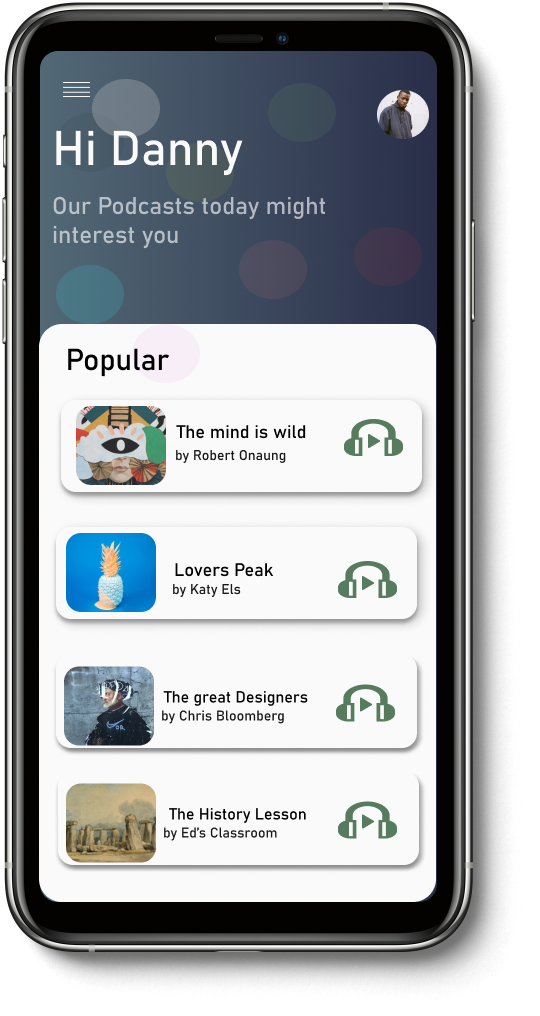 Hi Danny
Our Podcasts today might
interest you
Popular
The mind is wild
by Robert Onaung
Lovers Peak
by Katy Els
The great Designers
by Chris Bloomberg
The History Lesson
by Ed's Classroom